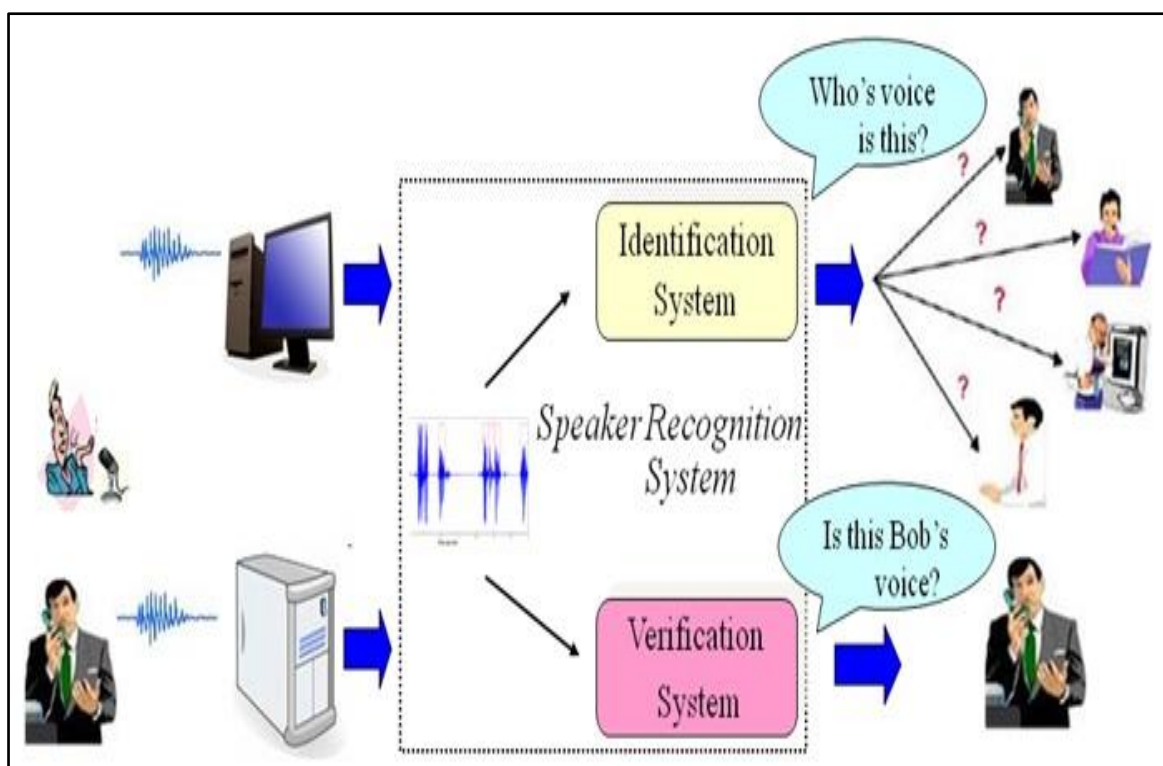 Who's voice
is this?
?
?
?
?
Identification
System
Speaker Recognition
System
Is this Bob's
voice?
Verification
System